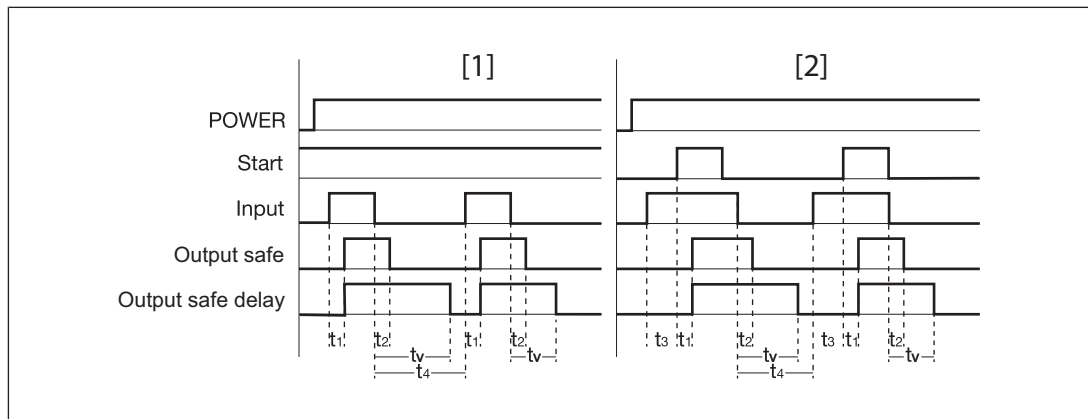 [1] [2]
POWER
Start
Input
Output safe
Output safe delay
t1 t2 t1 t2 t3 t1 t2 t3 t1 t2
tv tv tv tv
t4 t4